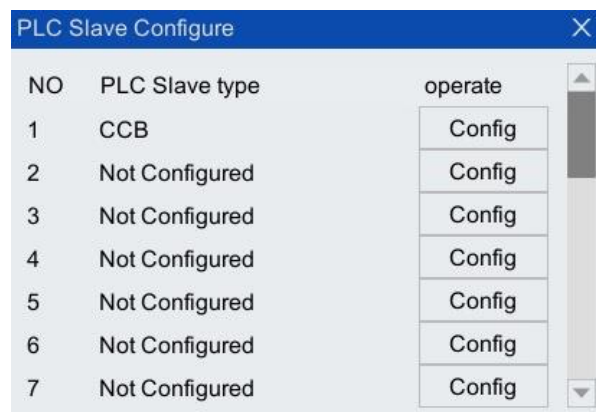 PLC Slave Configure
NO PLC Slave type operate
1 CCB Config
2 Not Configured Config
3 Not Configured Config
4 Not Configured Config
5 Not Configured Config
6 Not Configured Config
7 Not Configured Config